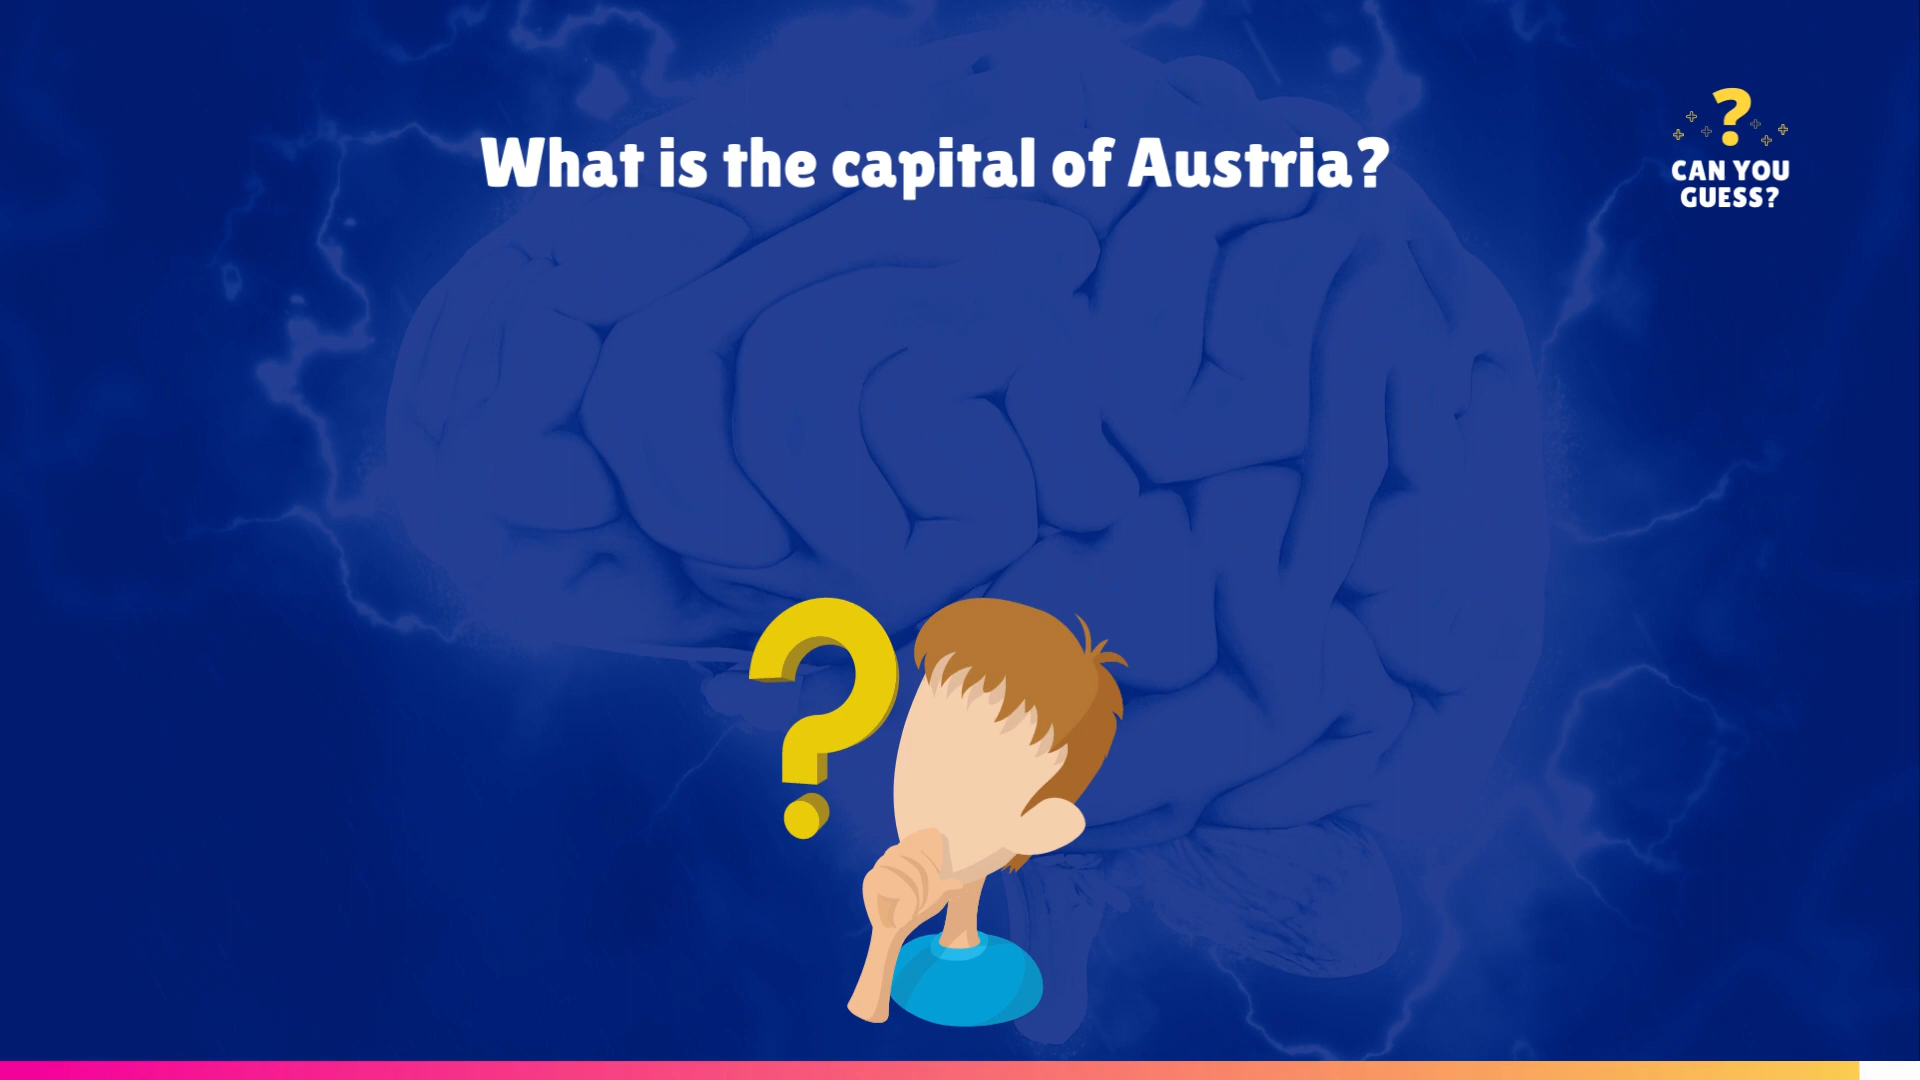 What is the capital of Austria?
?
CAN YOU
GUESS?
?